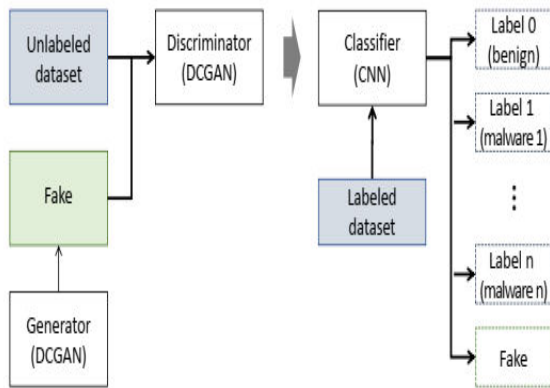 Unlabeled
dataset
Discriminator
(DCGAN)
Classifier
(CNN)
Label 0
(benign)
Label 1
(malware 1)
⋮
Fake
Labeled
dataset
Label n
(malware n)
Generator
(DCGAN)
Fake